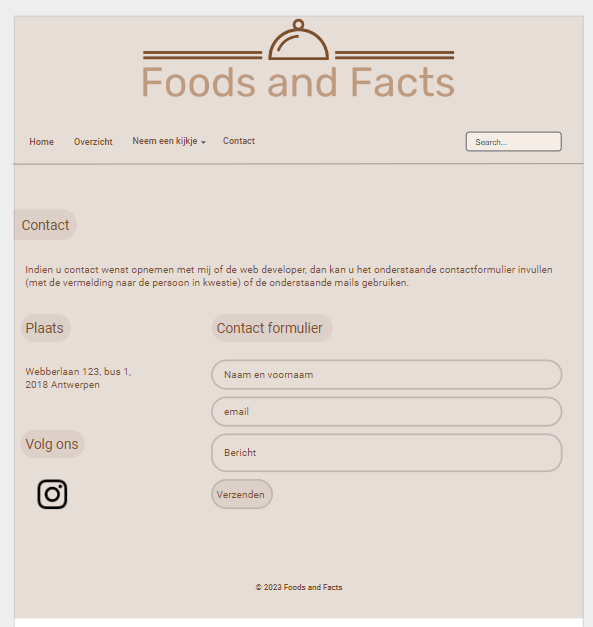 Foods and Facts
Home Overzicht Neem een kijkje Contact Search...
Contact
Indien u contact wenst opnemen met mij of de web developer, dan kan u het onderstaande contactformulier invullen
(met de vermelding naar de persoon in kwestie) of de onderstaande mails gebruiken.
Plaats
Webberlaan 123, bus 1,
2018 Antwerpen
Volg ons
Contact formulier
Naam en voornaam
email
Bericht
Verzenden
© 2023 Foods and Facts